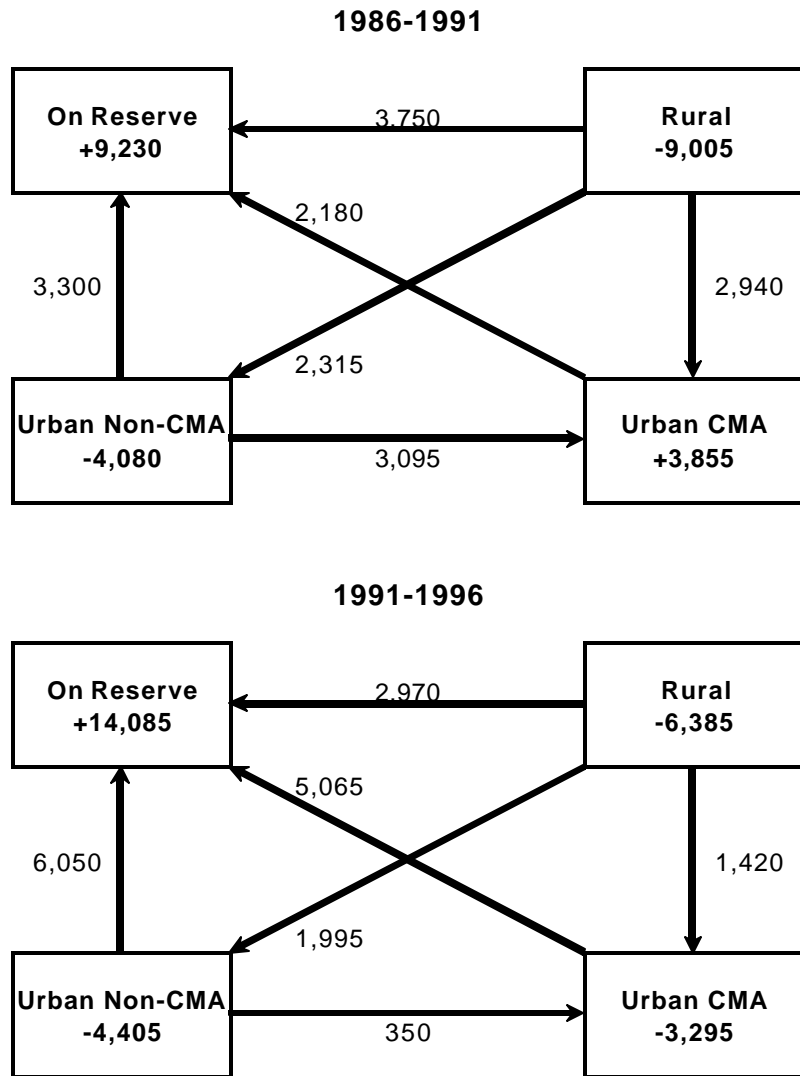 1986-1991
On Reserve
+9,230
3,750
Rural
-9,005
2,180
3,300
2,940
2,315
Urban Non-CMA
-4,080
3,095
Urban CMA
+3,855
1991-1996
On Reserve
+14,085
2,970
Rural
-6,385
5,065
6,050
1,420
1,995
Urban Non-CMA
-4,405
350
Urban CMA
-3,295